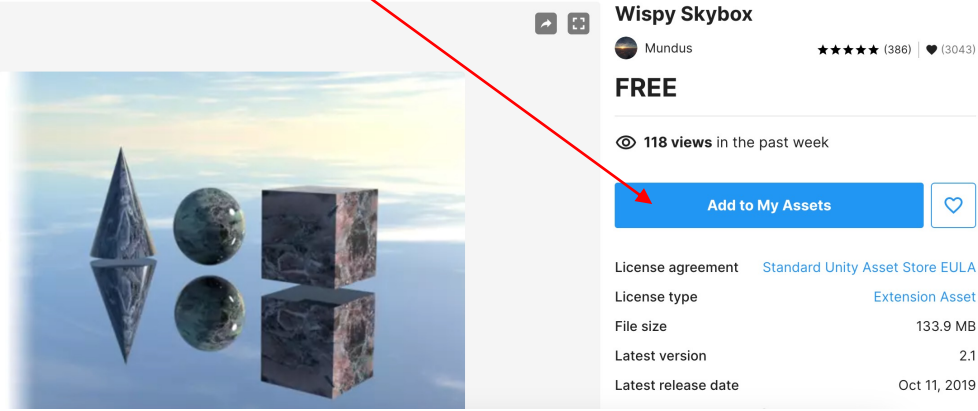 Wispy Skybox
Mundus
★★★★★ (386) | ♥ (3043)
FREE
118 views in the past week
Add to My Assets
License agreement Standard Unity Asset Store EULA
License type Extension Asset
File size 133.9 MB
Latest version 2.1
Latest release date Oct 11, 2019